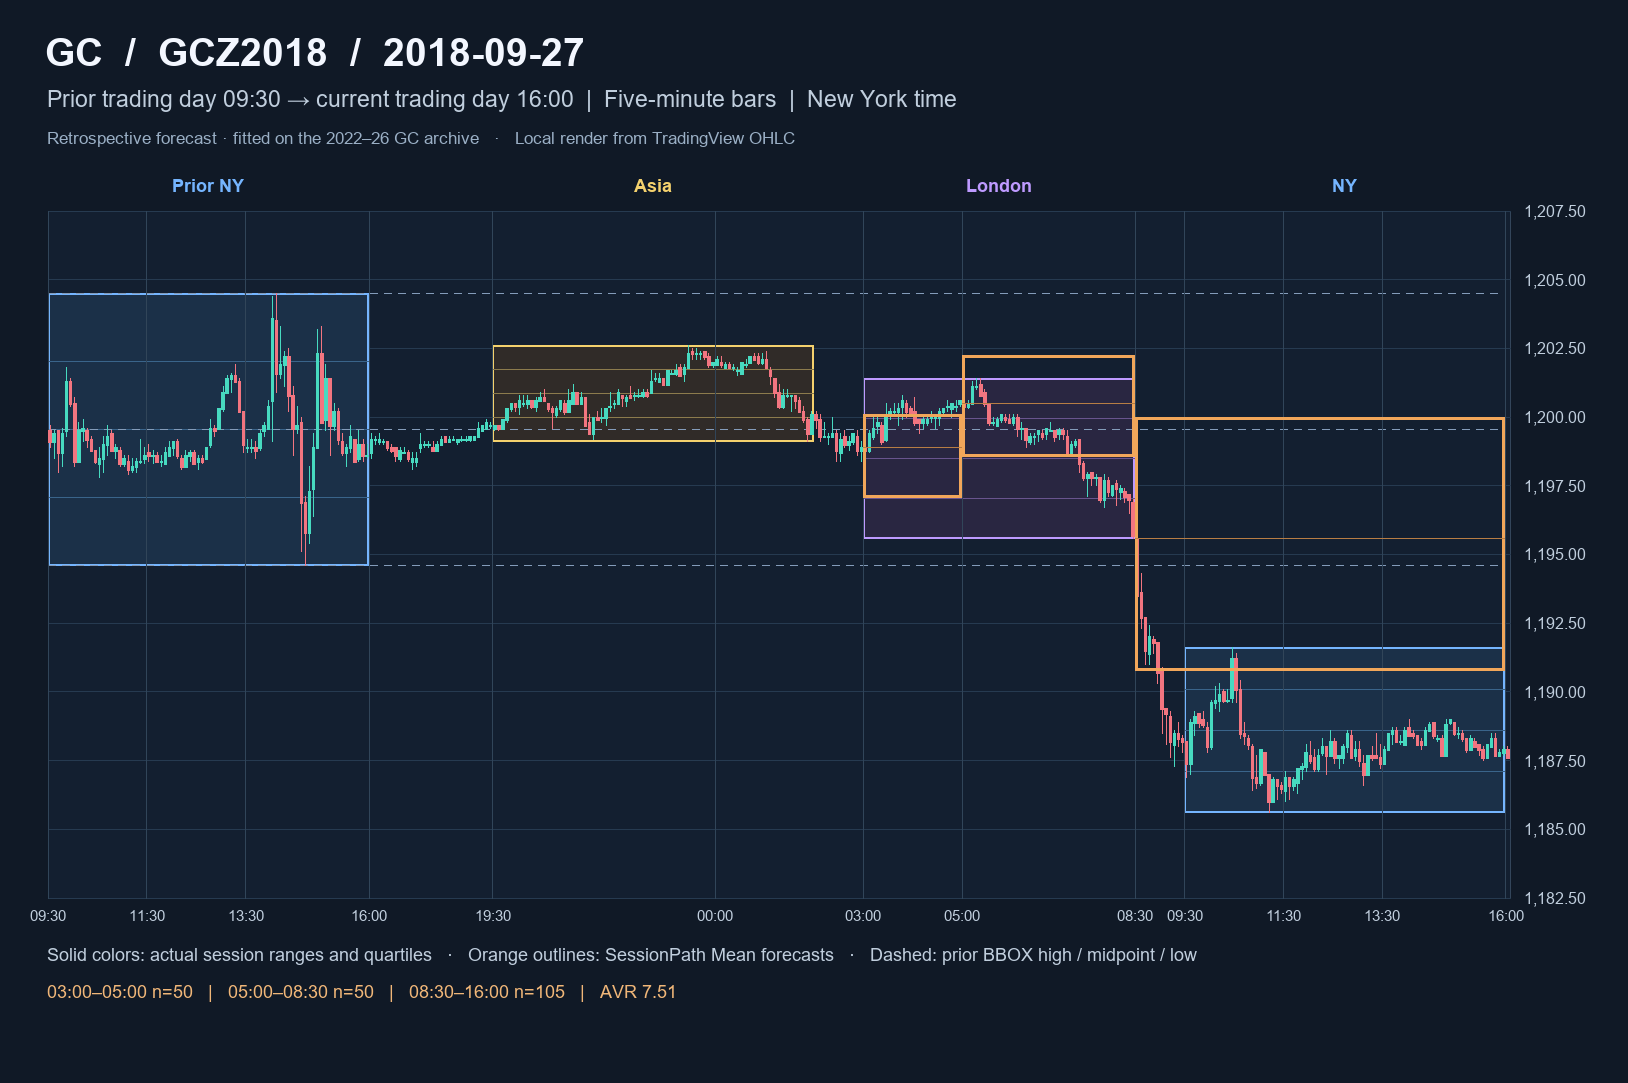 GC / GCZ2018 / 2018-09-27
Prior trading day 09:30 → current trading day 16:00 | Five-minute bars | New York time
Retrospective forecast · fitted on the 2022–26 GC archive · Local render from TradingView OHLC
Prior NY Asia London NY
1,207.50
1,205.00
1,202.50
1,200.00
1,197.50
1,195.00
1,192.50
1,190.00
1,187.50
1,185.00
1,182.50
09:30 11:30 13:30 16:00 19:30 00:00 03:00 05:00 08:30 09:30 11:30 13:30 16:00
Solid colors: actual session ranges and quartiles · Orange outlines: SessionPath Mean forecasts · Dashed: prior BBOX high / midpoint / low
03:00–05:00 n=50 | 05:00–08:30 n=50 | 08:30–16:00 n=105 | AVR 7.51